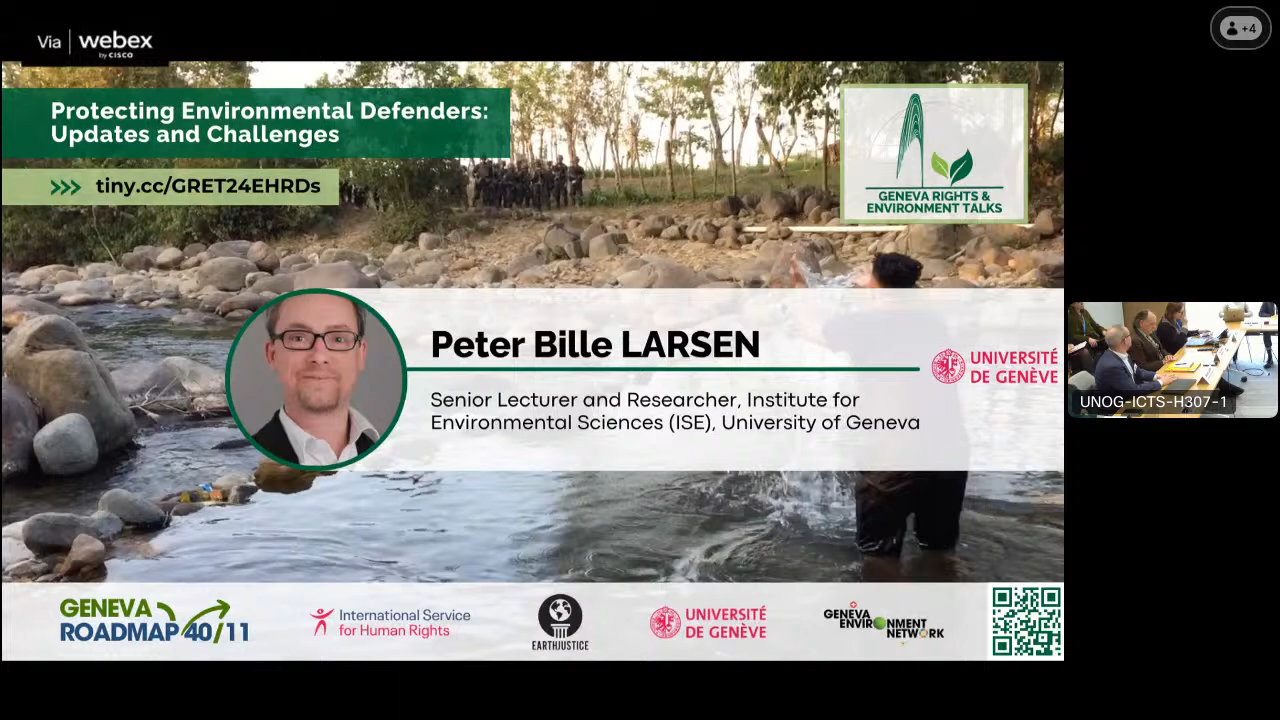 Via webex
by CISCO
+4
Protecting Environmental Defenders:
Updates and Challenges
>>> tiny.cc/GRET24EHRDs
GENEVA RIGHTS &
ENVIRONMENT TALKS
Peter Bille LARSEN
UNIVERSITÉ
DE GENÈVE
Senior Lecturer and Researcher, Institute for
Environmental Sciences (ISE), University of Geneva
UNOG-ICTS-H307-1
GENEVA
ROADMAP 40/11
International Service
for Human Rights
EARTHJUSTICE
UNIVERSITÉ
DE GENÈVE
GENEVA
ENVIRONMENT
NETWORK